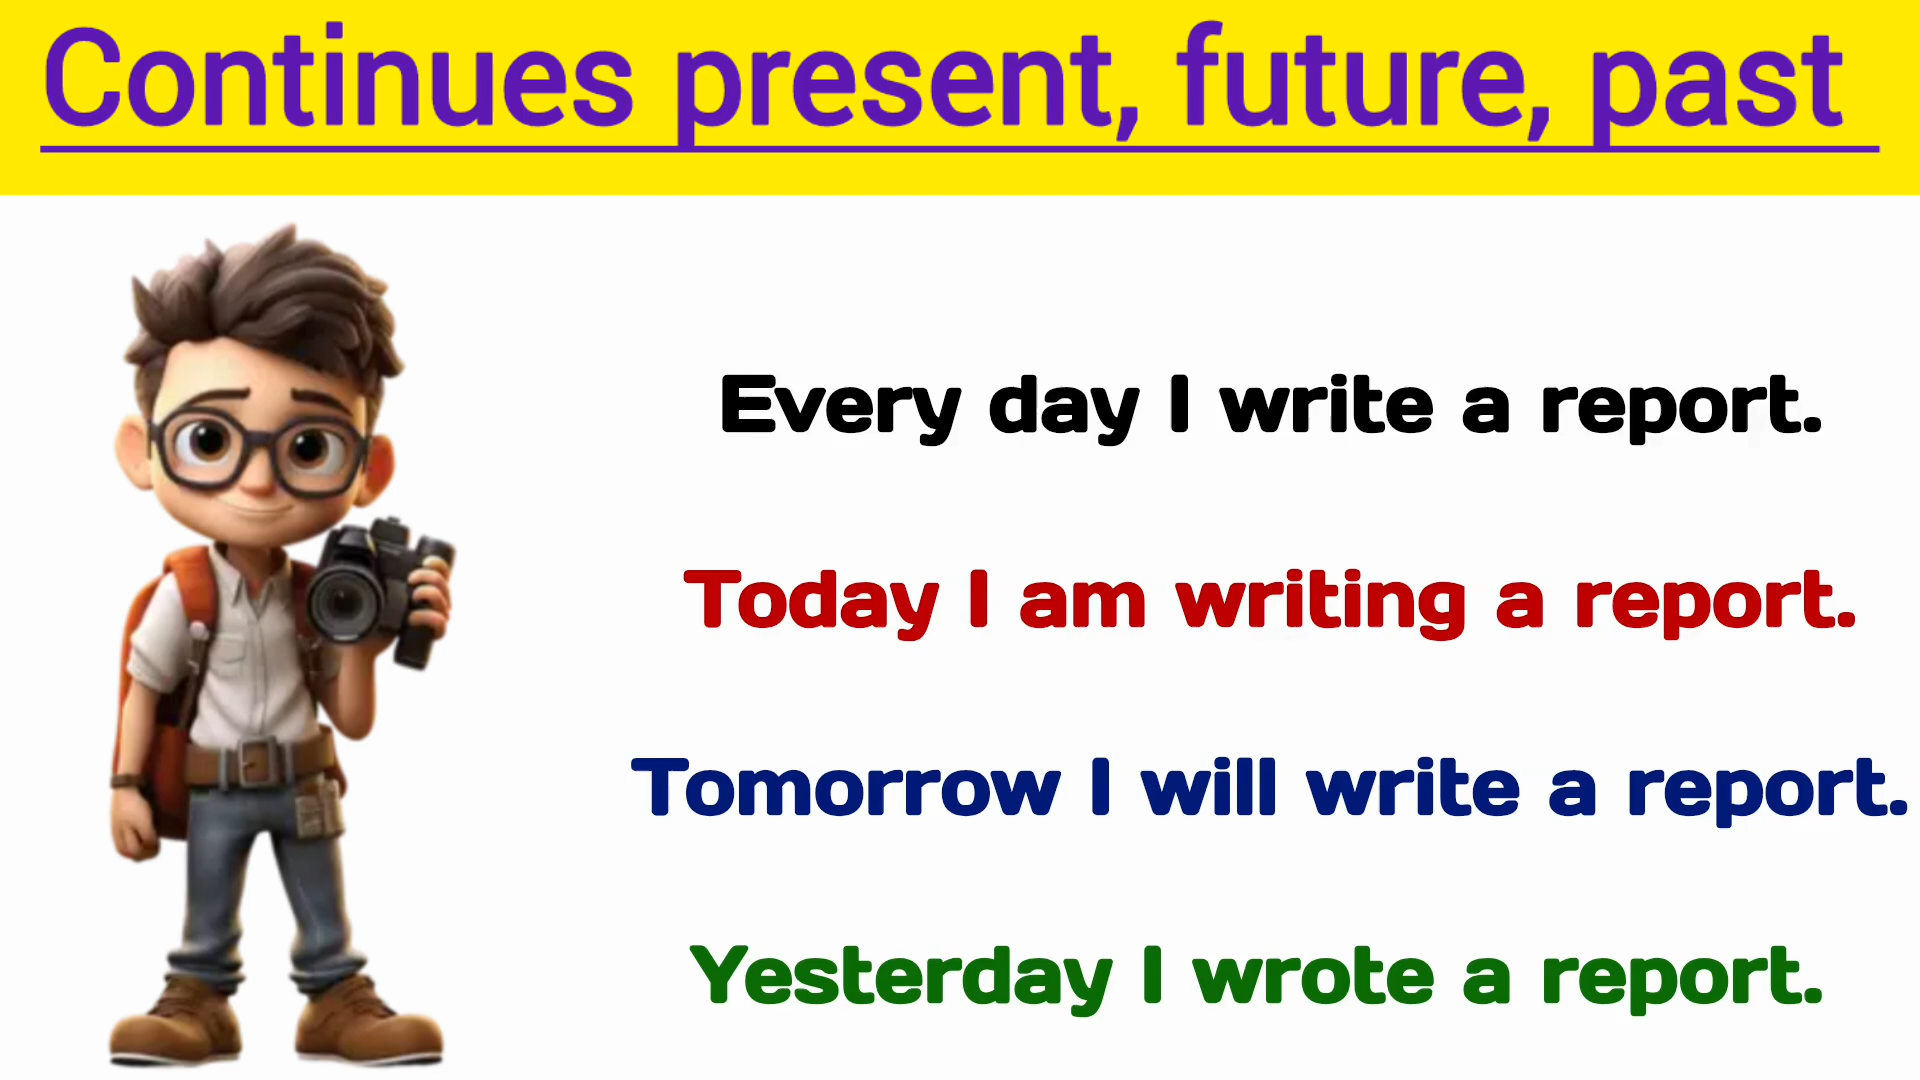 Continues present, future, past
Every day I write a report.
Today I am writing a report.
Tomorrow I will write a report.
Yesterday I wrote a report.